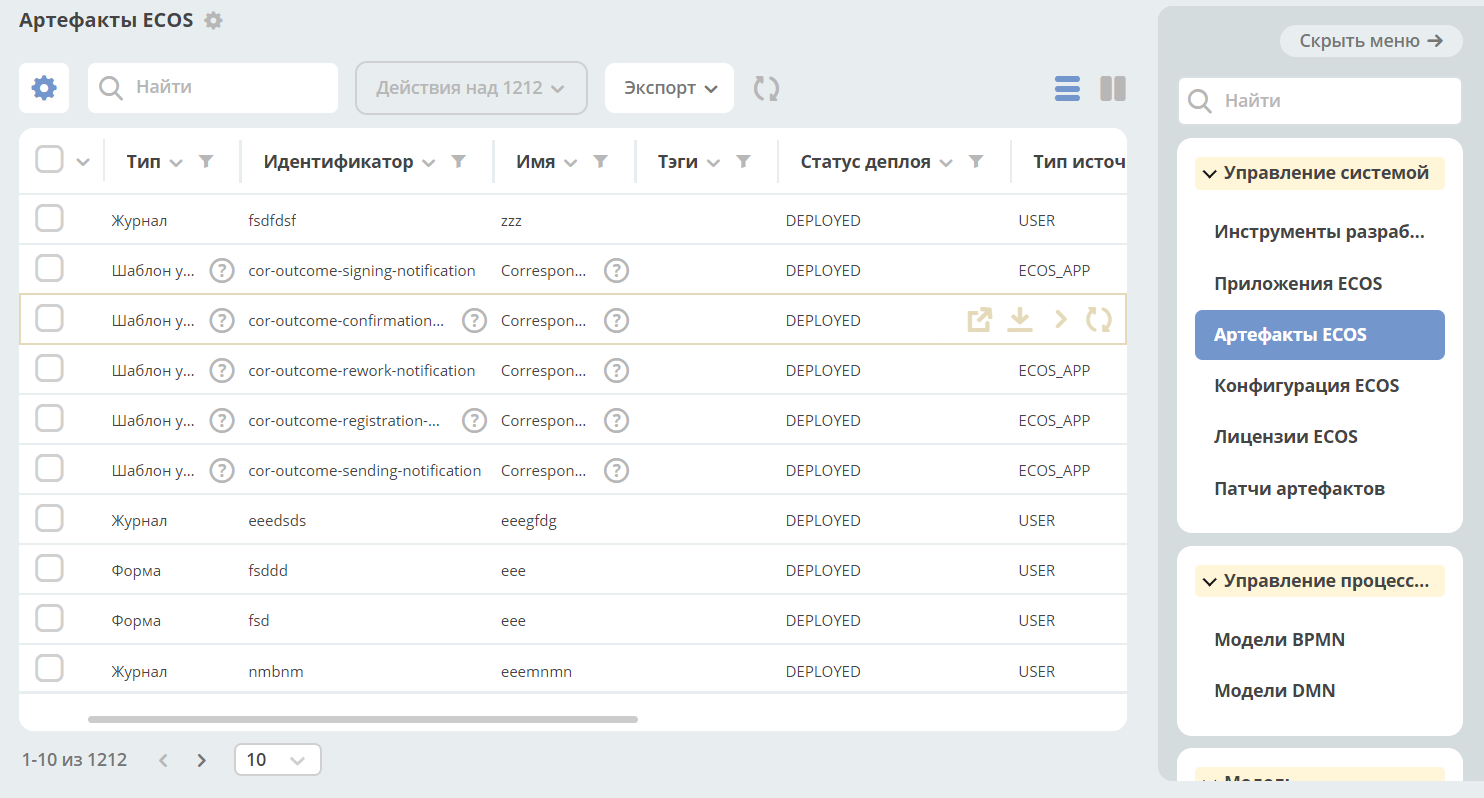 Артефакты ECOS
Скрыть меню
Найти
Действия над 1212
Экспорт
Найти
Тип
Идентификатор
Имя
Тэги
Статус деплоя
Тип источ
Журнал fsdfdsf zzz DEPLOYED USER
Шаблон у... ? cor-outcome-signing-notification Correspon... ? DEPLOYED ECOS_APP
Шаблон у... ? cor-outcome-confirmation... ? Correspon... ? DEPLOYED
Шаблон у... ? cor-outcome-rework-notification Correspon... ? DEPLOYED ECOS_APP
Шаблон у... ? cor-outcome-registration-... ? Correspon... ? DEPLOYED ECOS_APP
Шаблон у... ? cor-outcome-sending-notification Correspon... ? DEPLOYED ECOS_APP
Журнал eeedsds eeegfdg DEPLOYED USER
Форма fsddd eee DEPLOYED USER
Форма fsd eee DEPLOYED USER
Журнал nmbnm eeemnmn DEPLOYED USER
1-10 из 1212
10
Управление системой
Инструменты разраб...
Приложения ECOS
Артефакты ECOS
Конфигурация ECOS
Лицензии ECOS
Патчи артефактов
Управление процесс...
Модели BPMN
Модели DMN